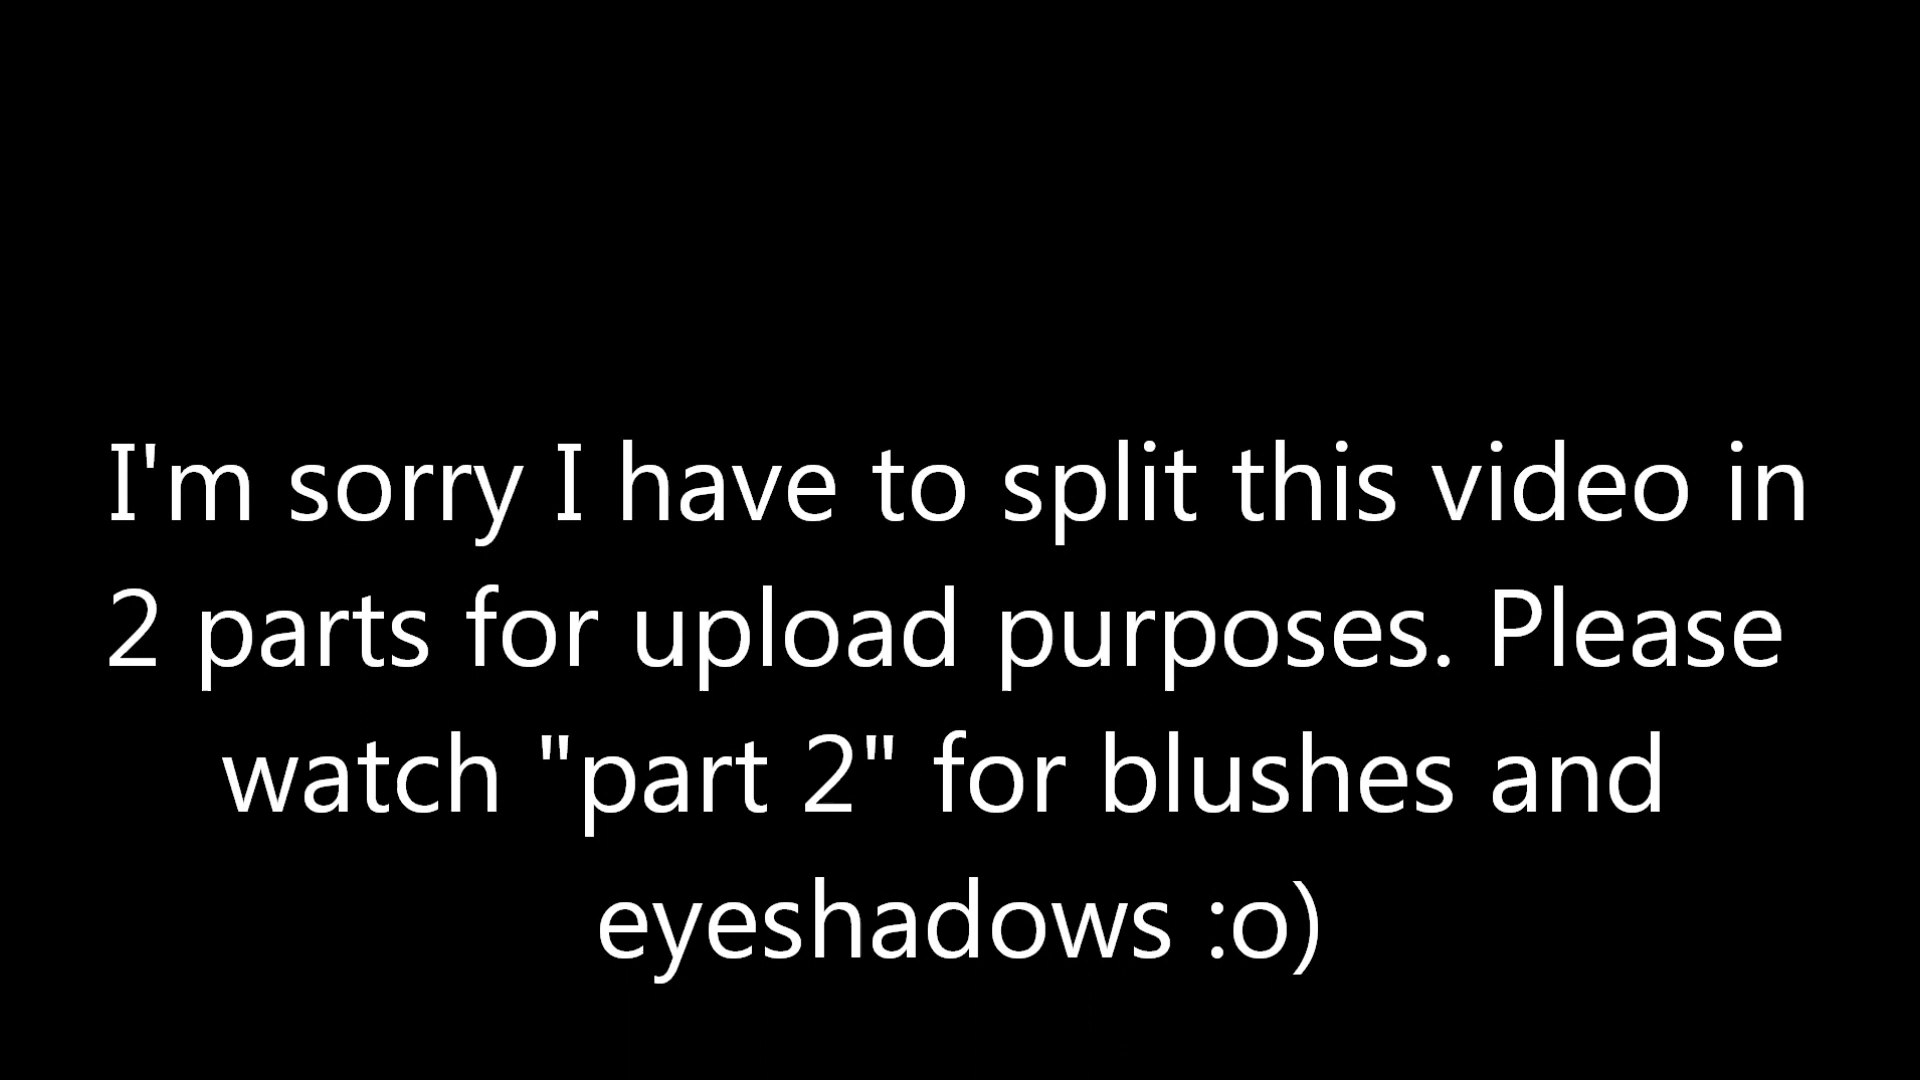 I'm sorry I have to split this video in
2 parts for upload purposes. Please
watch "part 2" for blushes and
eyeshadows :o)